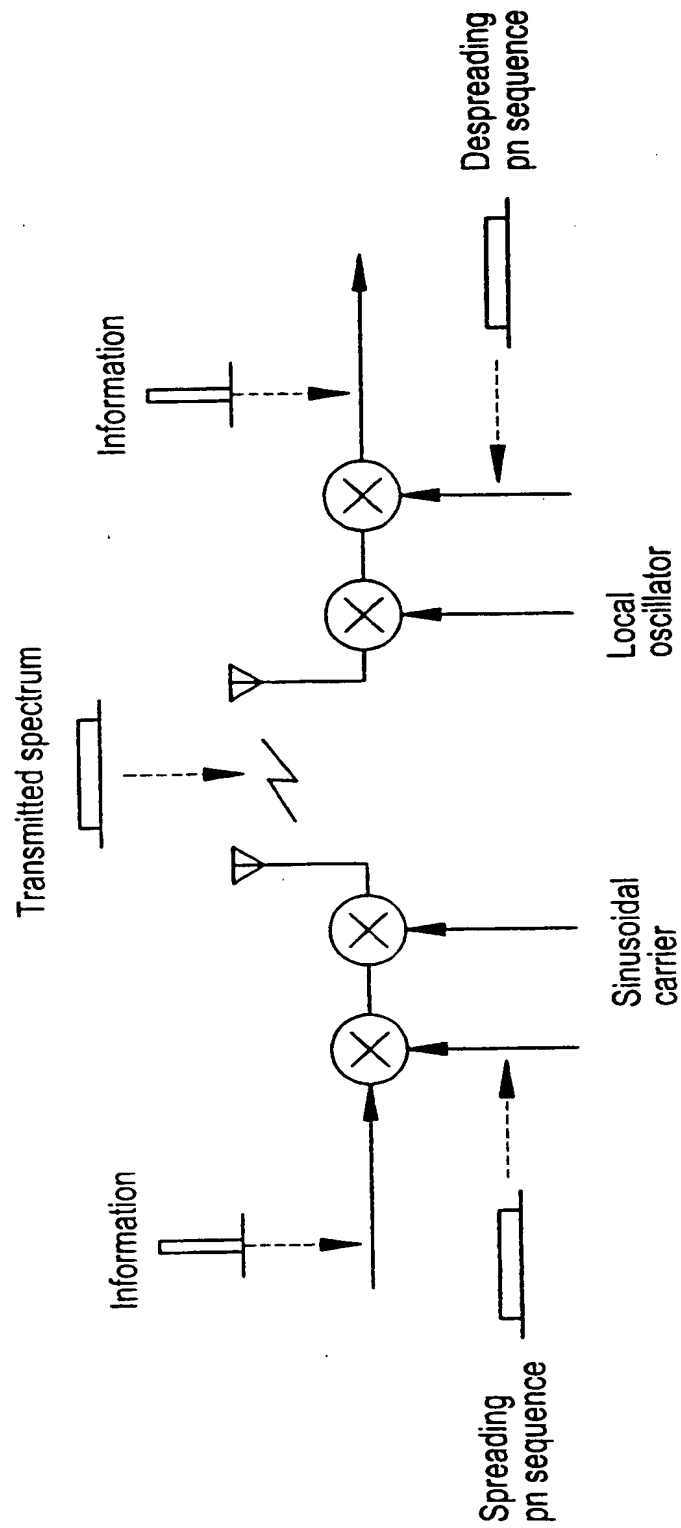 Transmitted spectrum
Information
Information
Spreading
pn sequence
Sinusoidal
carrier
Local
oscillator
Despreading
pn sequence